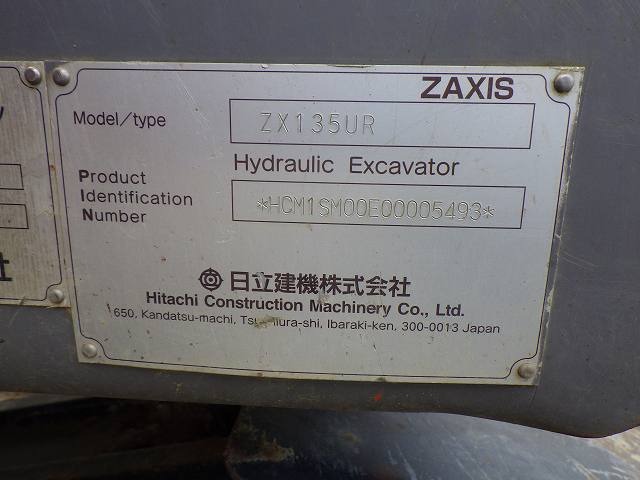 ZAXIS
Model/type ZX135UR
Hydraulic Excavator
Product
Identification
Number
*HCM1SM00E00005493*
日立建機株式会社
Hitachi Construction Machinery Co., Ltd.
650, Kandatsu-machi, Ibaraki-ken, 300-0013 Japan
社